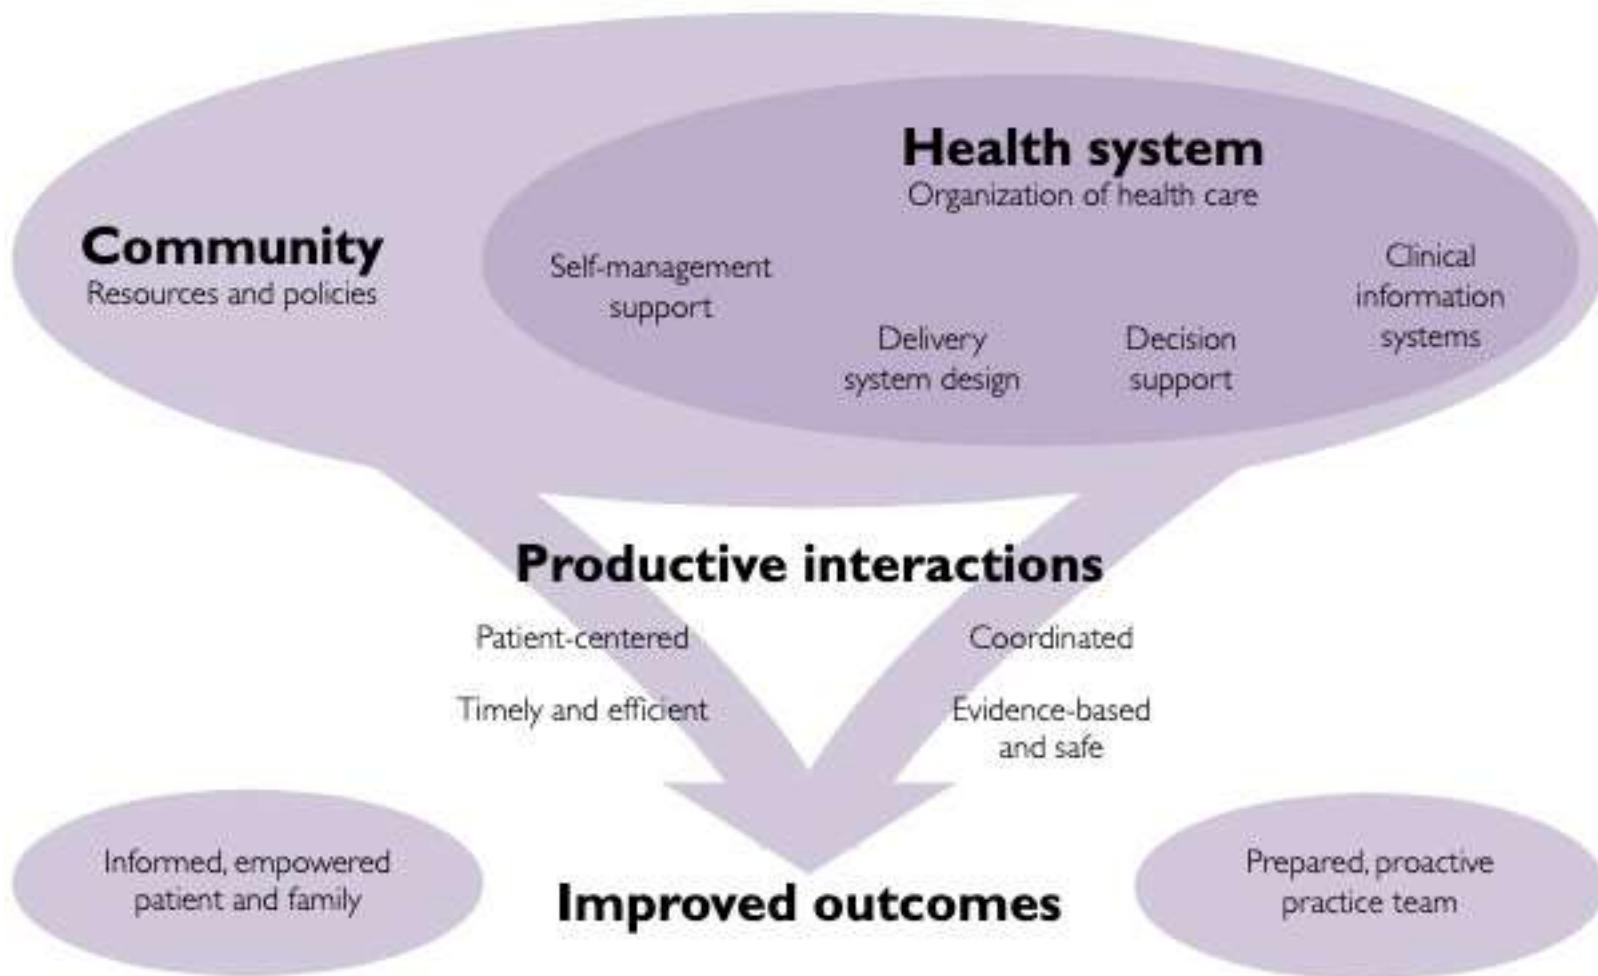 Health system
Organization of health care
Community
Resources and policies
Self-management
support
Delivery
system design
Decision
support
Clinical
information
systems
Productive interactions
Patient-centered
Coordinated
Timely and efficient
Evidence-based
and safe
Informed, empowered
patient and family
Improved outcomes
Prepared, proactive
practice team